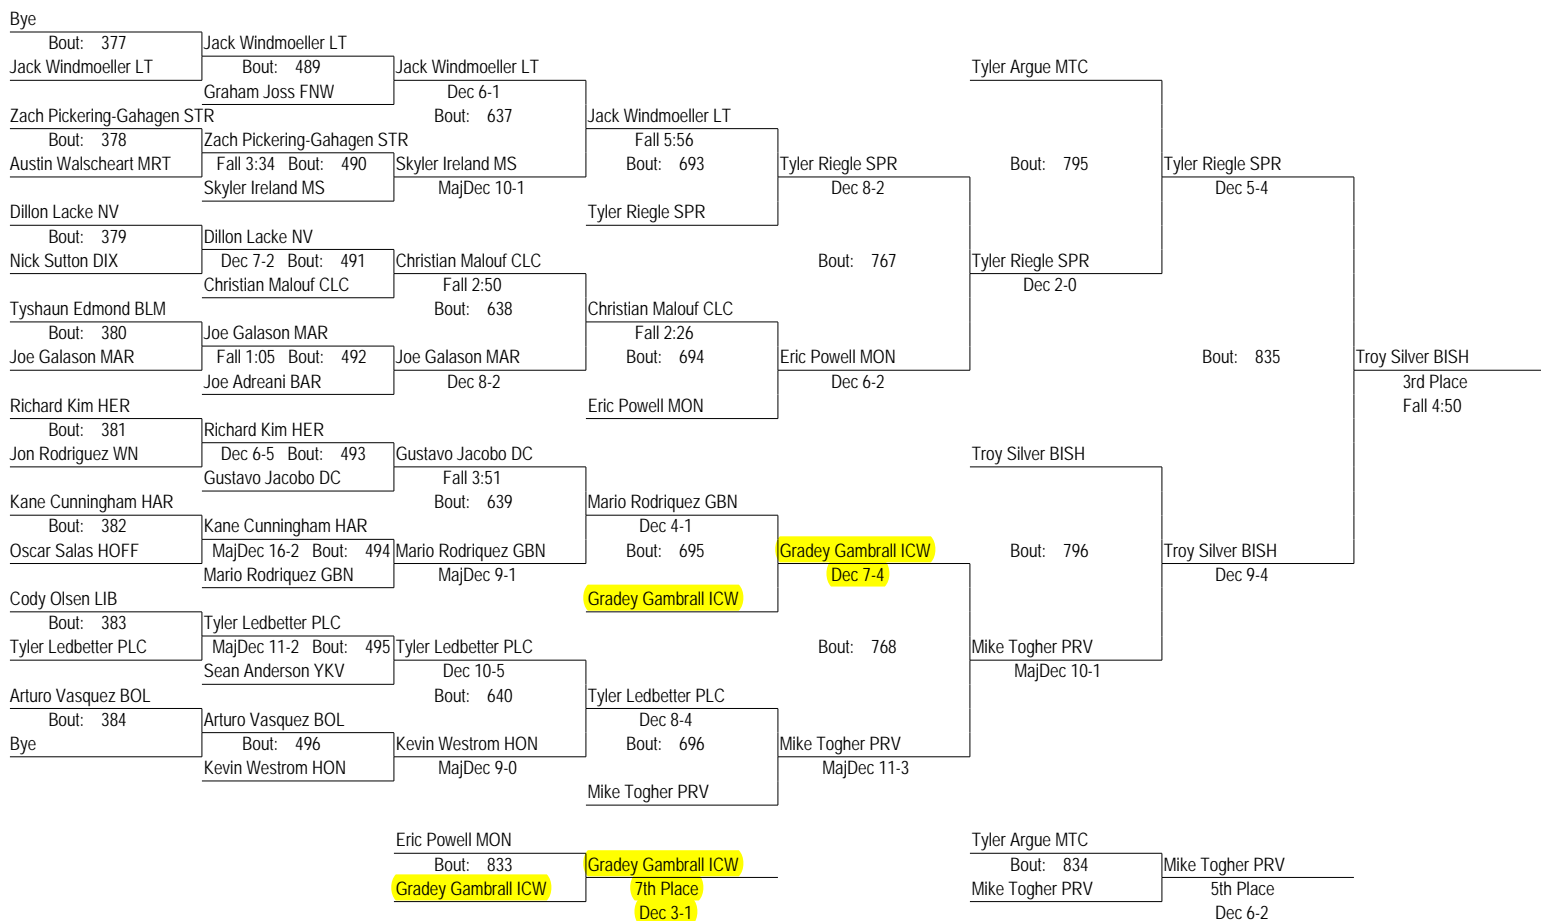 Bye
Bout: 377
Jack Windmoeller LT
Zach Pickering-Gahagen STR
Bout: 378
Austin Walscheart MRT
Dillon Lacke NV
Bout: 379
Nick Sutton DIX
Tyshaun Edmond BLM
Bout: 380
Joe Galason MAR
Richard Kim HER
Bout: 381
Jon Rodriguez WN
Kane Cunningham HAR
Bout: 382
Oscar Salas HOFF
Cody Olsen LIB
Bout: 383
Tyler Ledbetter PLC
Arturo Vasquez BOL
Bout: 384
Bye
Jack Windmoeller LT
Bout: 489
Graham Joss FNW
Zach Pickering-Gahagen STR
Fall 3:34 Bout: 490
Skyler Ireland MS
Dillon Lacke NV
Dec 7-2 Bout: 491
Christian Malouf CLC
Joe Galason MAR
Fall 1:05 Bout: 492
Joe Adreani BAR
Richard Kim HER
Dec 6-5 Bout: 493
Gustavo Jacobo DC
Kane Cunningham HAR
MajDec 16-2 Bout: 494
Mario Rodriquez GBN
Tyler Ledbetter PLC
MajDec 11-2 Bout: 495
Sean Anderson YKV
Arturo Vasquez BOL
Bout: 496
Kevin Westrom HON
Jack Windmoeller LT
Dec 6-1
Bout: 637
Skyler Ireland MS
MajDec 10-1
Christian Malouf CLC
Fall 2:50
Bout: 638
Joe Galason MAR
Dec 8-2
Gustavo Jacobo DC
Fall 3:51
Bout: 639
Mario Rodriquez GBN
MajDec 9-1
Tyler Ledbetter PLC
Dec 10-5
Bout: 640
Kevin Westrom HON
MajDec 9-0
Jack Windmoeller LT
Fall 5:56
Bout: 693
Tyler Riegle SPR
Christian Malouf CLC
Fall 2:26
Bout: 694
Eric Powell MON
Mario Rodriquez GBN
Dec 4-1
Bout: 695
Gradey Gambrall ICW
Tyler Ledbetter PLC
Dec 8-4
Bout: 696
Mike Togher PRV
Tyler Riegle SPR
Dec 8-2
Bout: 767
Eric Powell MON
Dec 6-2
Gradey Gambrall ICW
Dec 7-4
Bout: 768
Mike Togher PRV
MajDec 11-3
Tyler Argue MTC
Bout: 795
Tyler Riegle SPR
Dec 2-0
Troy Silver BISH
Bout: 796
Mike Togher PRV
MajDec 10-1
Tyler Riegle SPR
Dec 5-4
Bout: 835
Troy Silver BISH
Dec 9-4
Troy Silver BISH
3rd Place
Fall 4:50
Eric Powell MON
Bout: 833
Gradey Gambrall ICW
Gradey Gambrall ICW
7th Place
Dec 3-1
Tyler Argue MTC
Bout: 834
Mike Togher PRV
Mike Togher PRV
5th Place
Dec 6-2